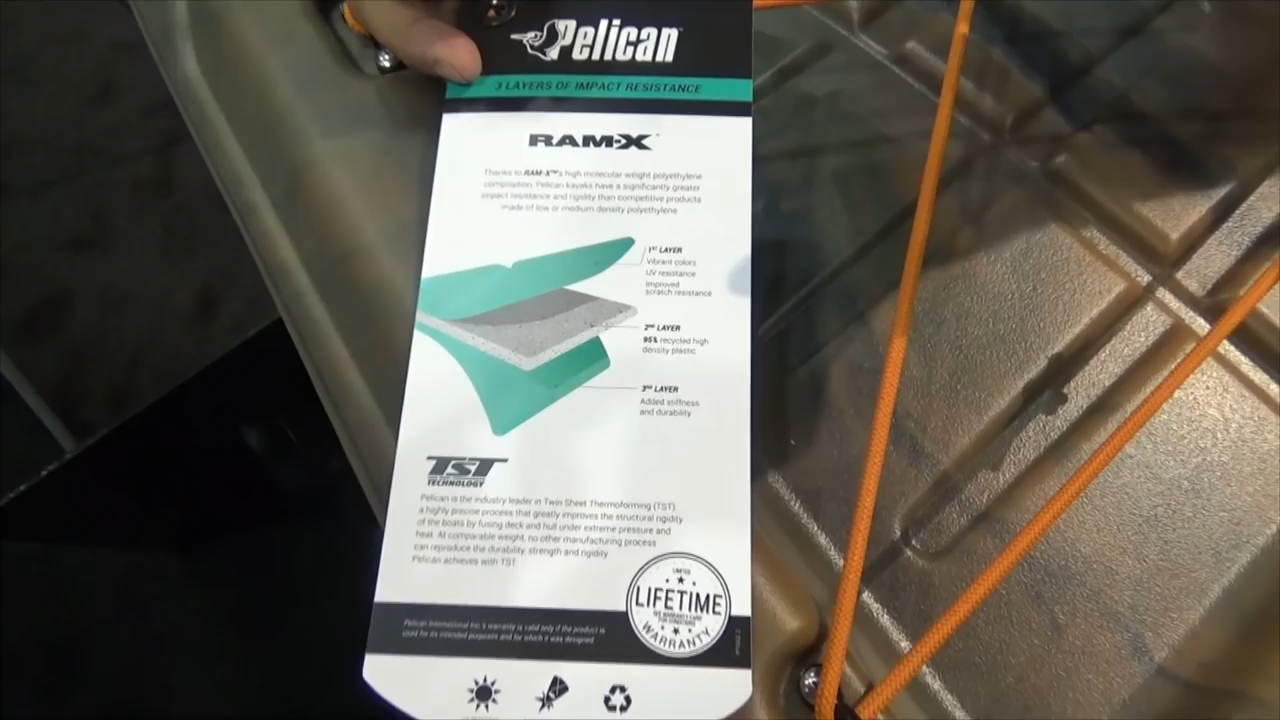 Pelican
3 LAYERS OF IMPACT RESISTANCE
RAM-X
Thanks to RAM-X™'s high molecular weight polyethylene
composition, Pelican kayaks have a significantly greater
impact resistance and rigidity than competitive products
made of low or medium density polyethylene.
1ST LAYER
Vibrant colors
UV resistance
Improved
scratch resistance
2ND LAYER
95% recycled high
density plastic
3RD LAYER
Added stiffness
and durability
TST
TECHNOLOGY
Pelican is the industry leader in Twin Sheet Thermoforming (TST),
a highly precise process that greatly improves the structural rigidity
of the boats by fusing deck and hull under extreme pressure and
heat. At comparable weight, no other manufacturing process
can reproduce the durability, strength and rigidity
Pelican achieves with TST.
LIMITED
LIFETIME
SEE WARRANTY CARD
FOR CONDITIONS
WARRANTY
Pelican International Inc.'s warranty is valid only if the product is
used for its intended purposes and for which it was designed